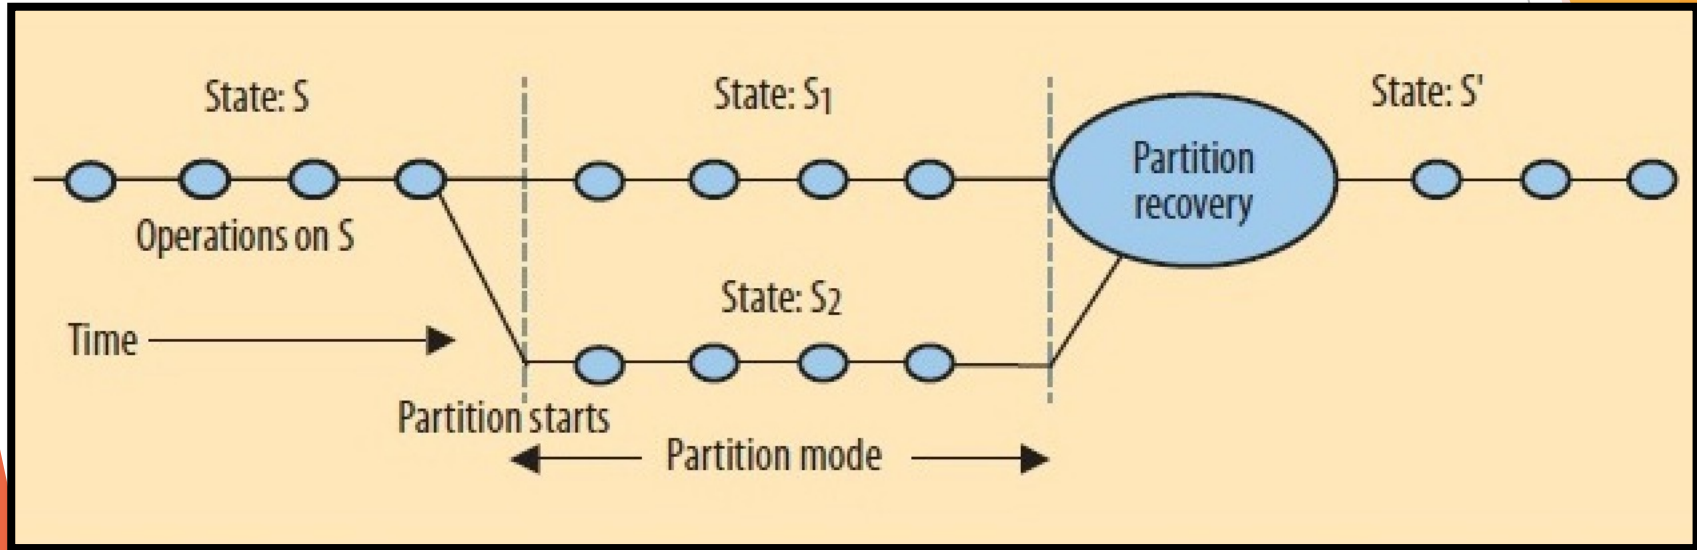 State: S
State: S1
State: S'
Partition
recovery
Operations on S
State: S2
Time
Partition starts
Partition mode